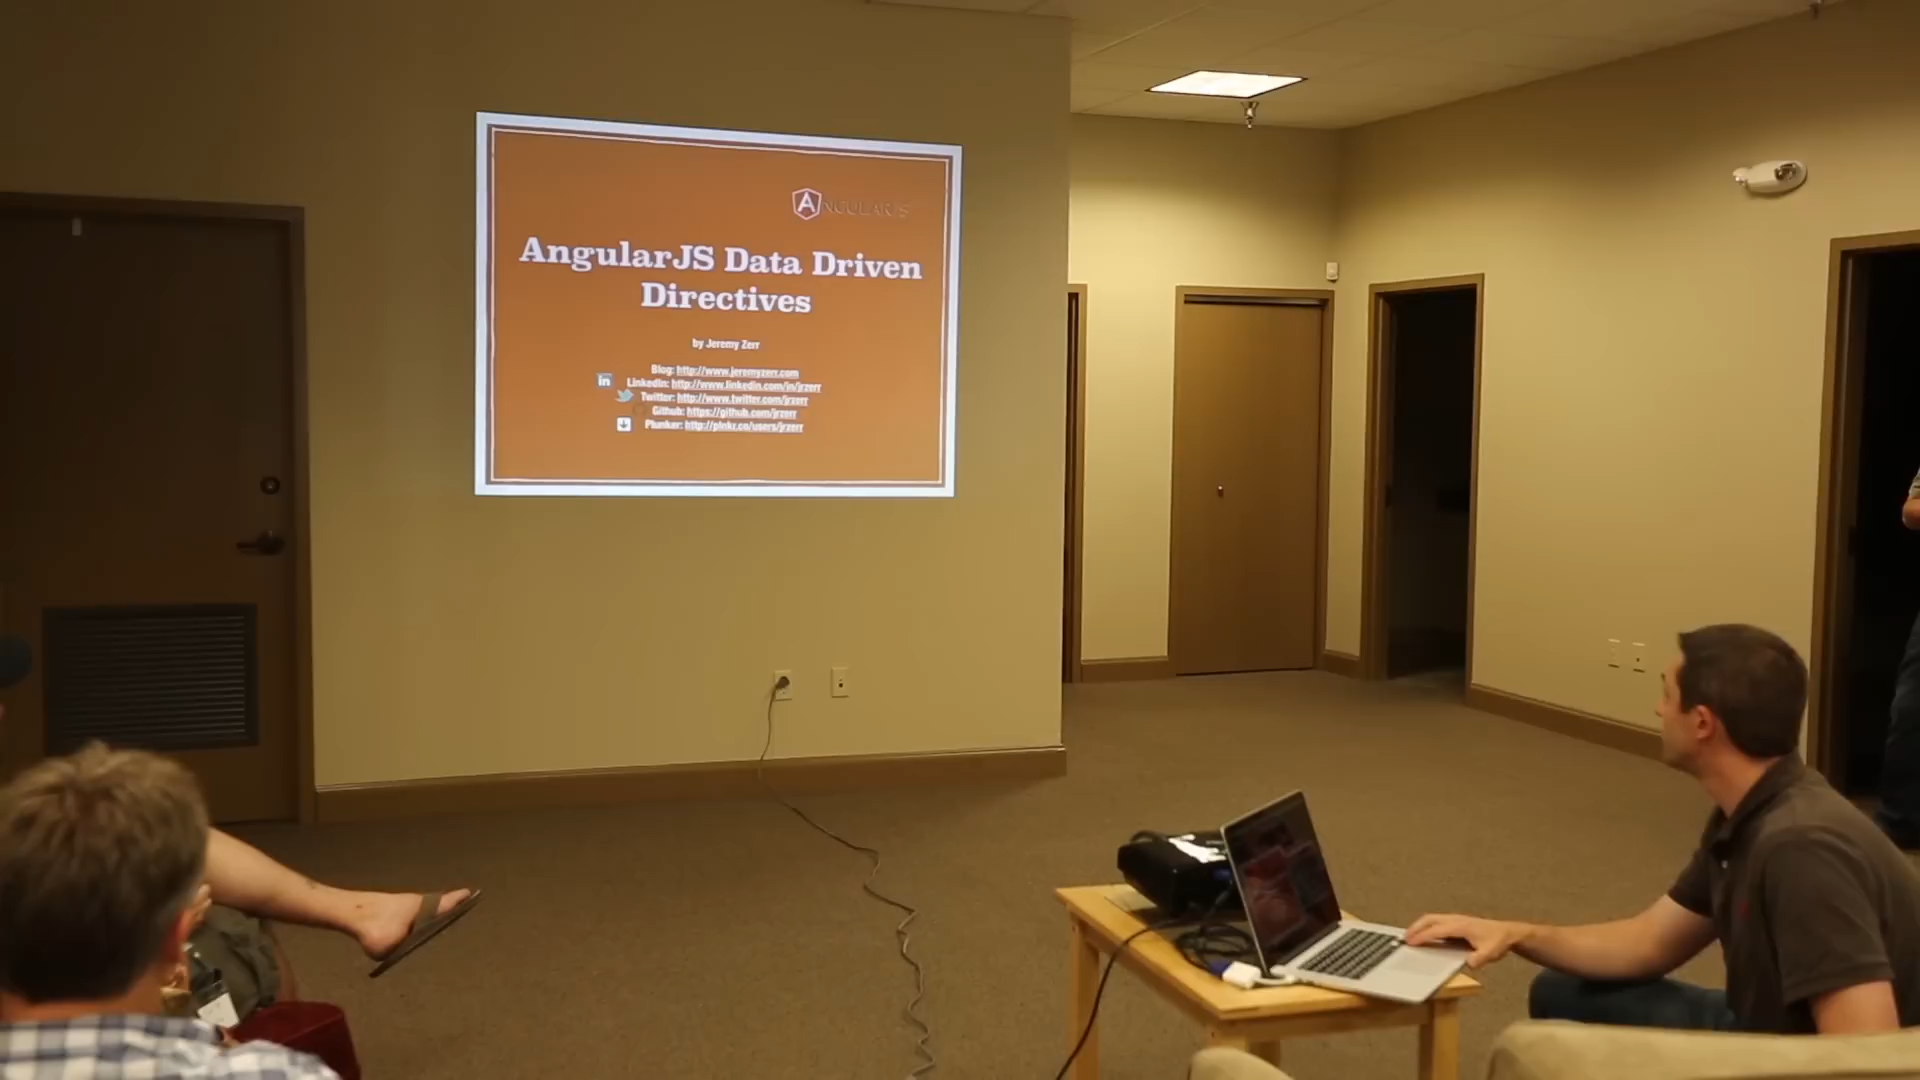 ANGULARJS
AngularJS Data Driven
Directives
by Jeremy Zerr
Blog: http://www.jeremyzerr.com
in LinkedIn: http://www.linkedin.com/in/jrzerr
Twitter: http://www.twitter.com/jrzerr
Github: https://github.com/jrzerr
Plunker: http://plnkr.co/users/jrzerr